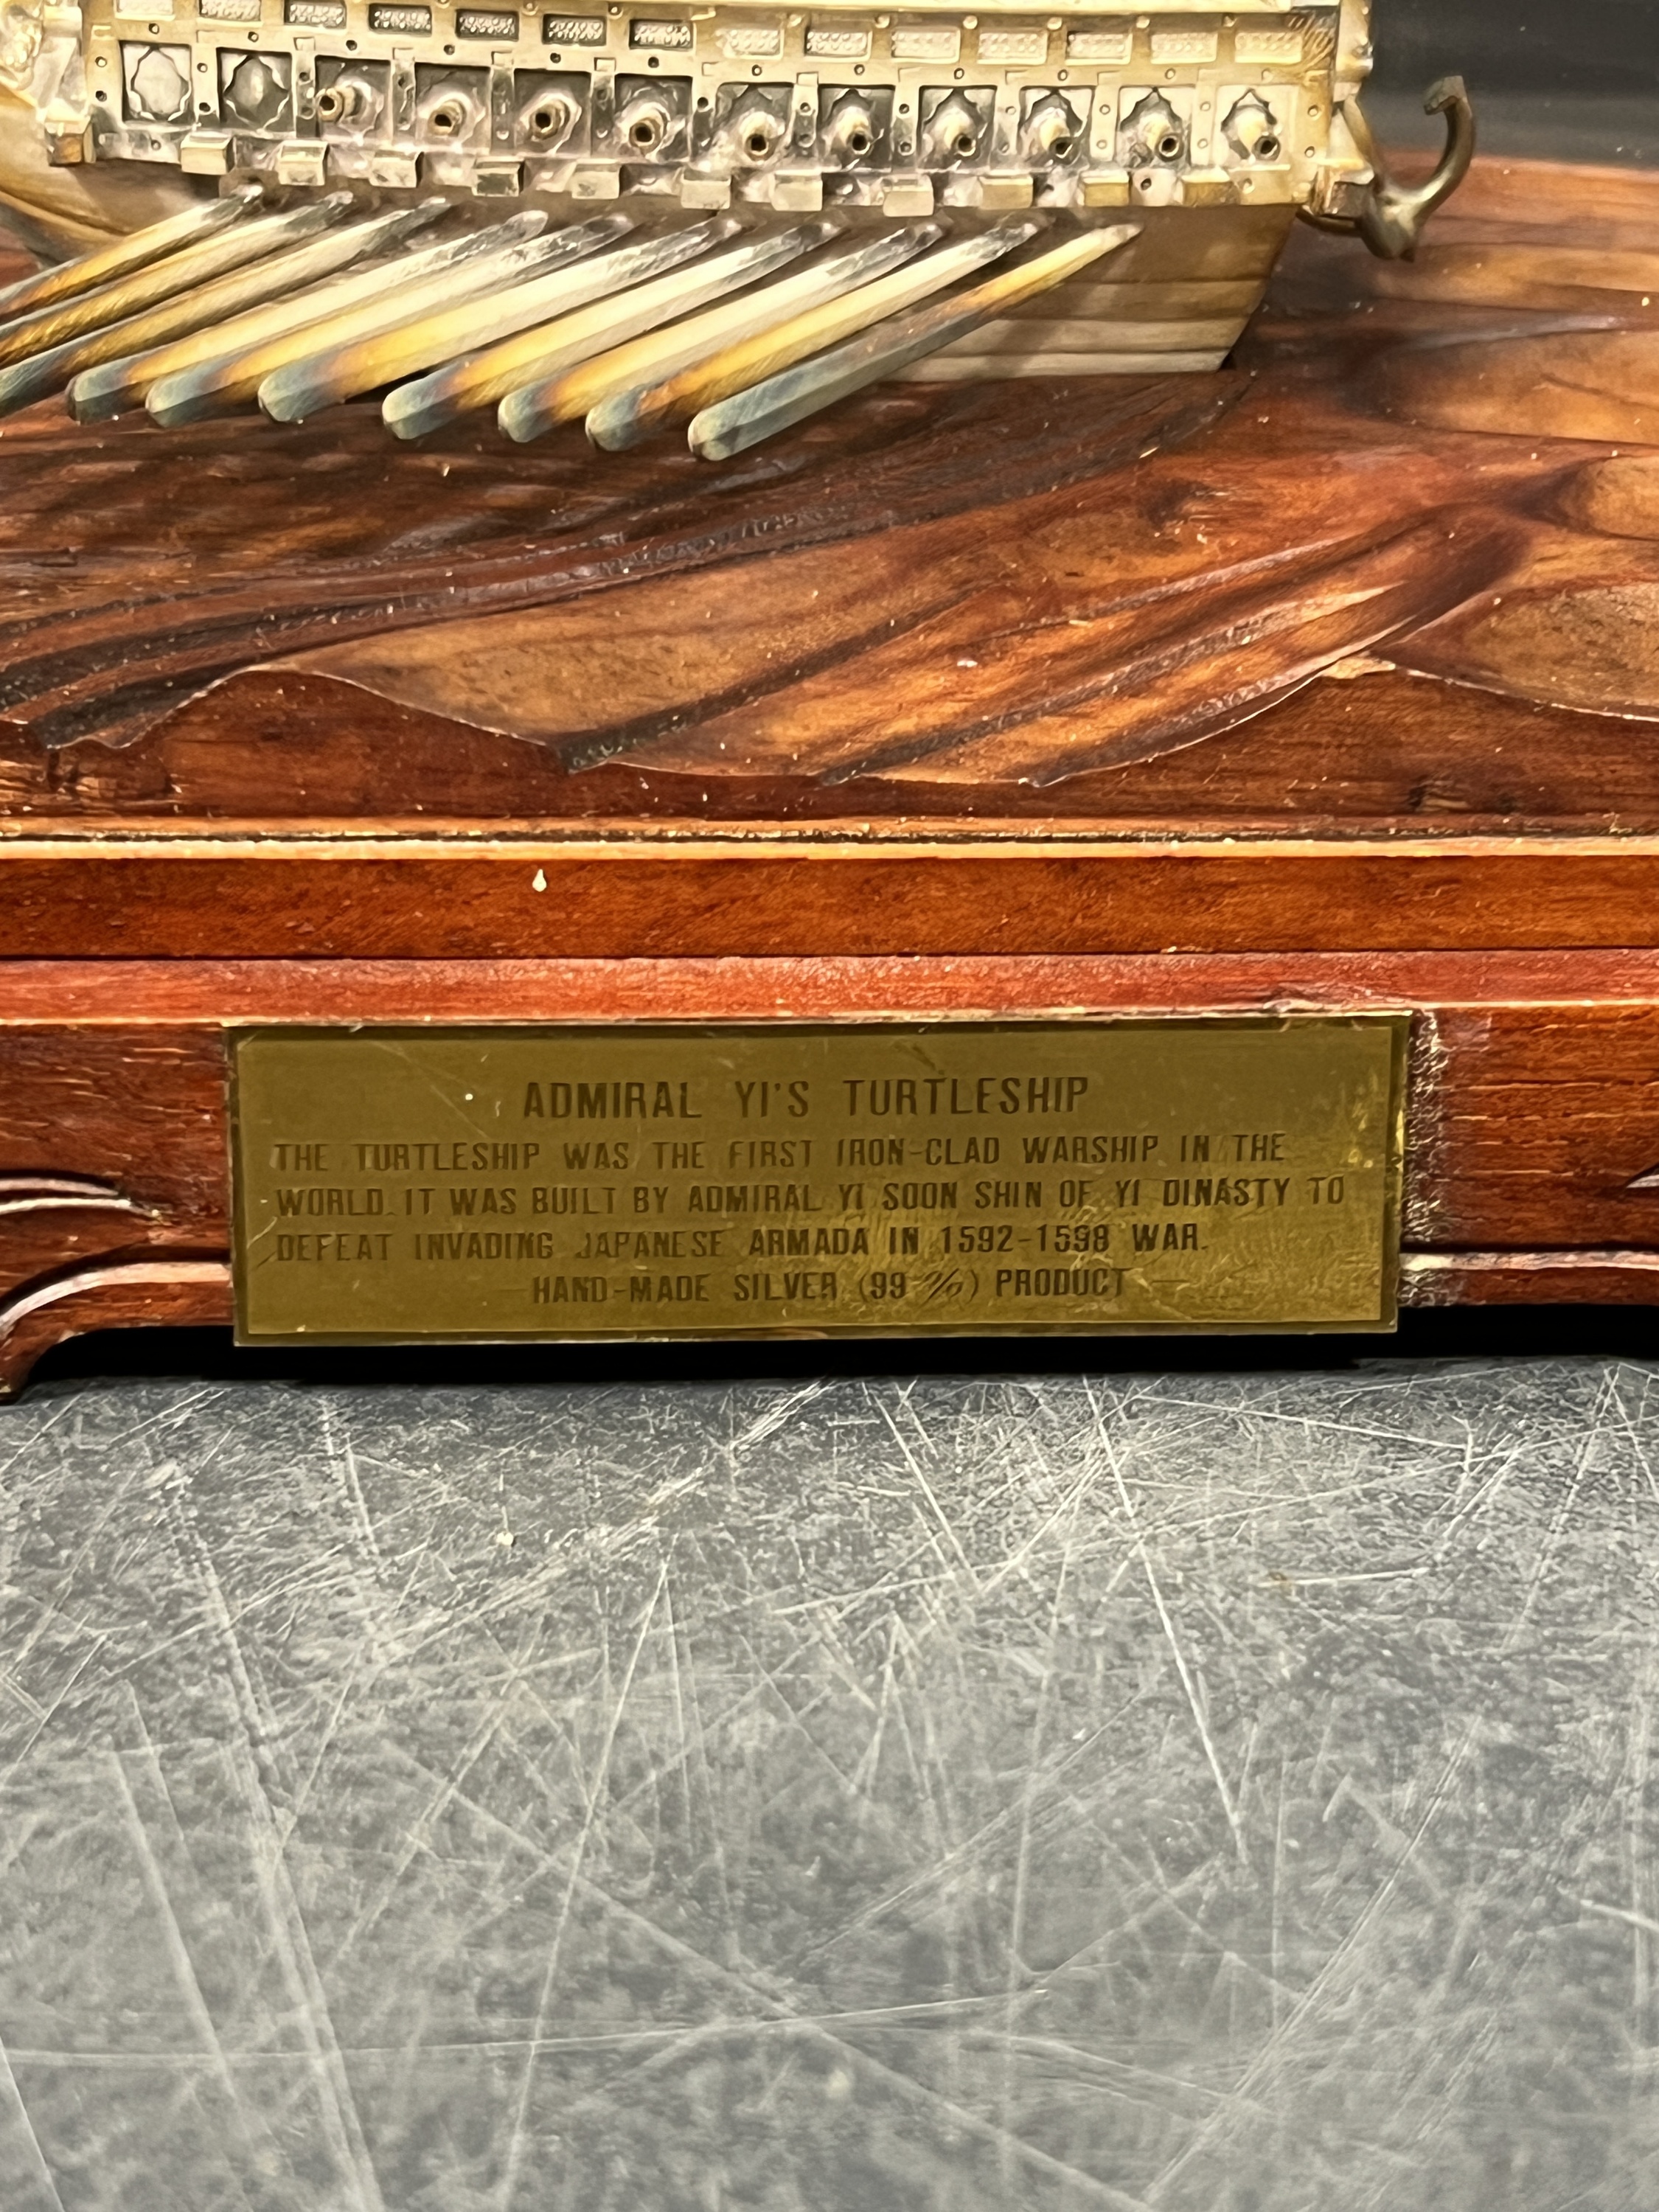 ADMIRAL YI'S TURTLESHIP
THE TURTLESHIP WAS THE FIRST IRON-CLAD WARSHIP IN THE
WORLD. IT WAS BUILT BY ADMIRAL YI SOON SHIN OF YI DINASTY TO
DEFEAT INVADING JAPANESE ARMADA IN 1592-1598 WAR.
HAND-MADE SILVER (99 %) PRODUCT